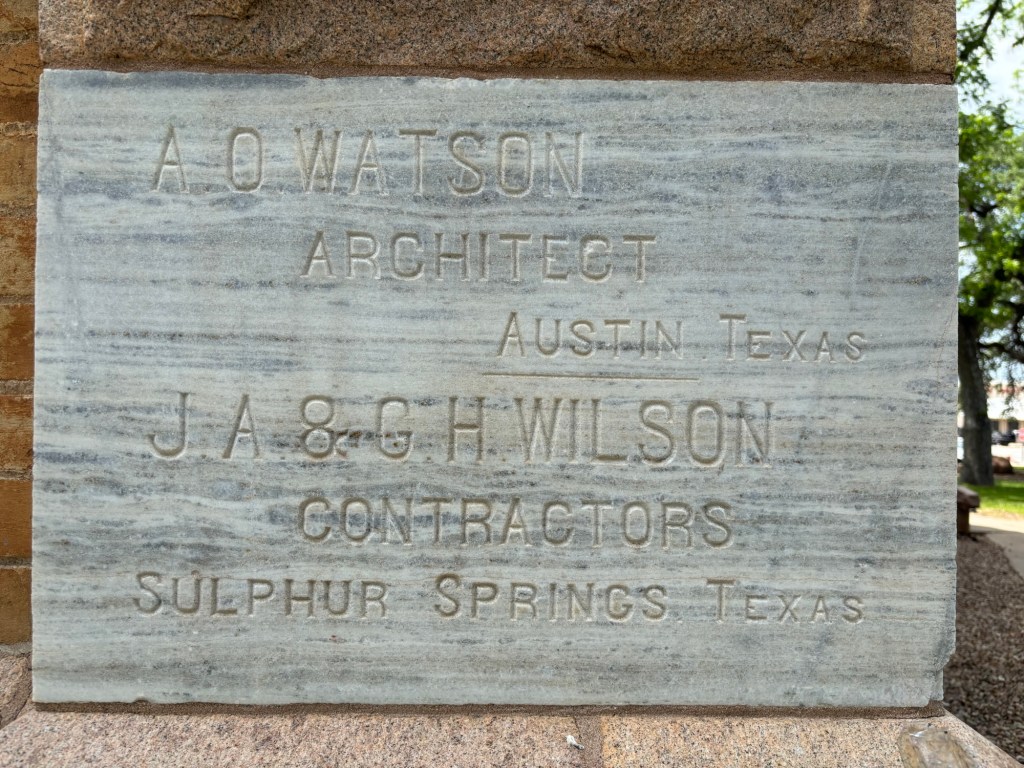 A. O. WATSON
ARCHITECT
AUSTIN, TEXAS
J. A. & G. H. WILSON
CONTRACTORS
SULPHUR SPRINGS, TEXAS